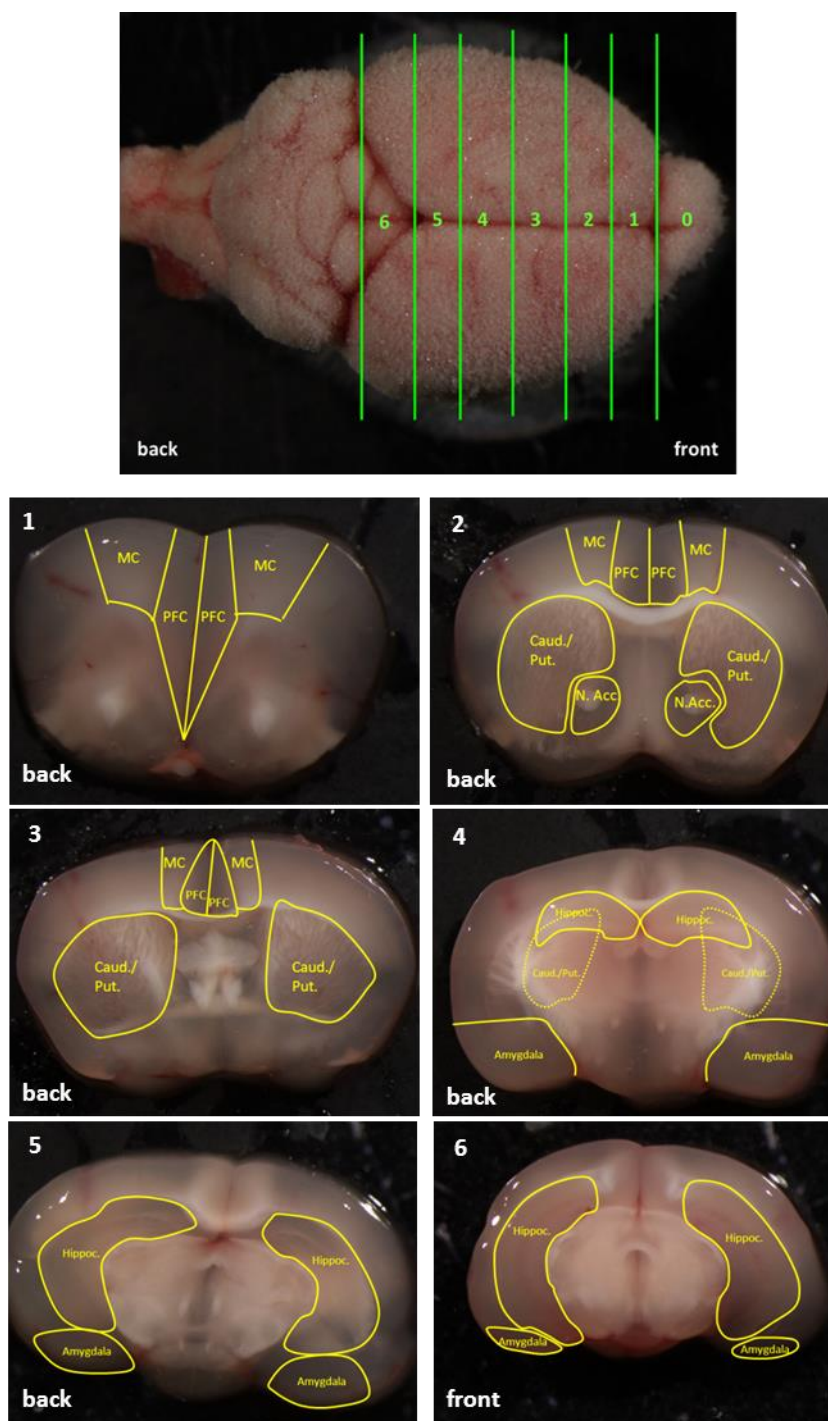 6 5 4 3 2 1 0
back front
1
MC MC
PFC PFC
back
2
MC MC
PFC PFC
Caud./
Put.
Caud./
Put.
N. Acc. N.Acc.
back
3
MC MC
PFC PFC
Caud./
Put.
Caud./
Put.
back
4
Hippoc. Hippoc.
Caud./Put. Caud./Put.
Amygdala Amygdala
back
5
Hippoc. Hippoc.
Amygdala Amygdala
back
6
Hippoc. Hippoc.
Amygdala Amygdala
front